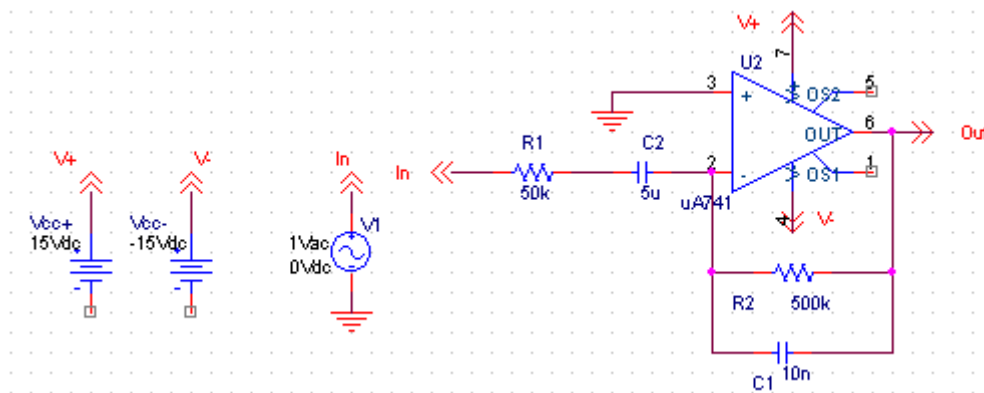 V+
7
U2
3
+
5
OS2
R1
C2
OUT
6
Out
In
V+
V-
In
2
-
OS1
1
50k
5u
uA741
4
V-
Vcc+
15Vdc
Vcc-
-15Vdc
V1
1Vac
0Vdc
+
-
-
-
R2
500k
C1
10n